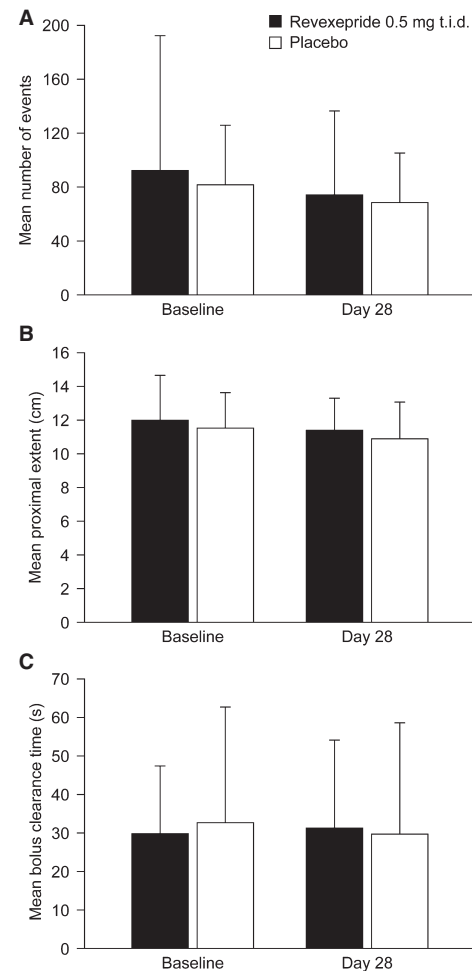 A
Revexepride 0.5 mg t.i.d.
Placebo
Mean number of events
200
160
120
80
40
0
Baseline
Day 28
B
Mean proximal extent (cm)
16
14
12
10
8
6
4
2
0
Baseline
Day 28
C
Mean bolus clearance time (s)
70
60
50
40
30
20
10
0
Baseline
Day 28